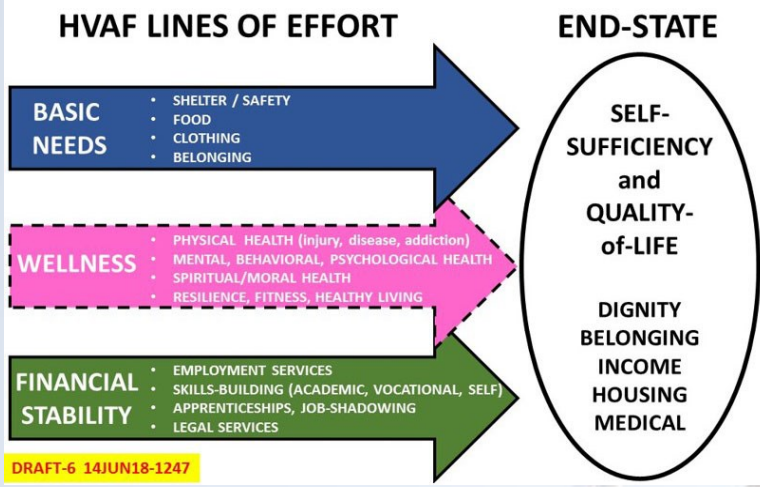 HVAF LINES OF EFFORT
END-STATE
BASIC
NEEDS
• SHELTER / SAFETY
• FOOD
• CLOTHING
• BELONGING
WELLNESS
• PHYSICAL HEALTH (injury, disease, addiction)
• MENTAL, BEHAVIORAL, PSYCHOLOGICAL HEALTH
• SPIRITUAL/MORAL HEALTH
• RESILIENCE, FITNESS, HEALTHY LIVING
FINANCIAL
STABILITY
• EMPLOYMENT SERVICES
• SKILLS-BUILDING (ACADEMIC, VOCATIONAL, SELF)
• APPRENTICESHIPS, JOB-SHADOWING
• LEGAL SERVICES
SELF-
SUFFICIENCY
and
QUALITY-
of-LIFE
DIGNITY
BELONGING
INCOME
HOUSING
MEDICAL
DRAFT-6 14JUN18-1247